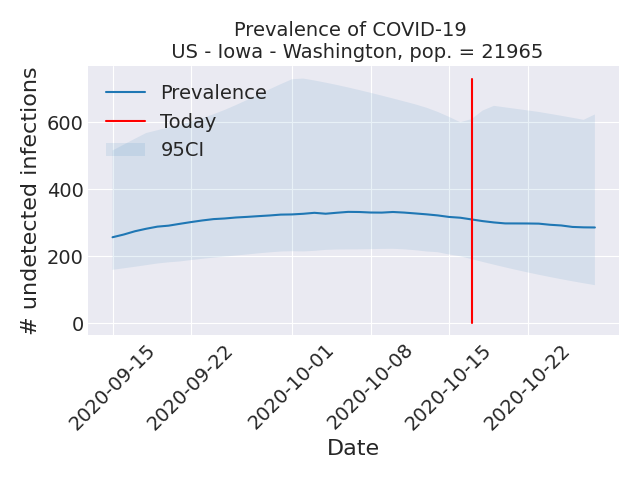 Prevalence of COVID-19
US - Iowa - Washington, pop. = 21965
# undetected infections
600
400
200
0
Prevalence
Today
95CI
2020-09-15
2020-09-22
2020-10-01
2020-10-08
2020-10-15
2020-10-22
Date